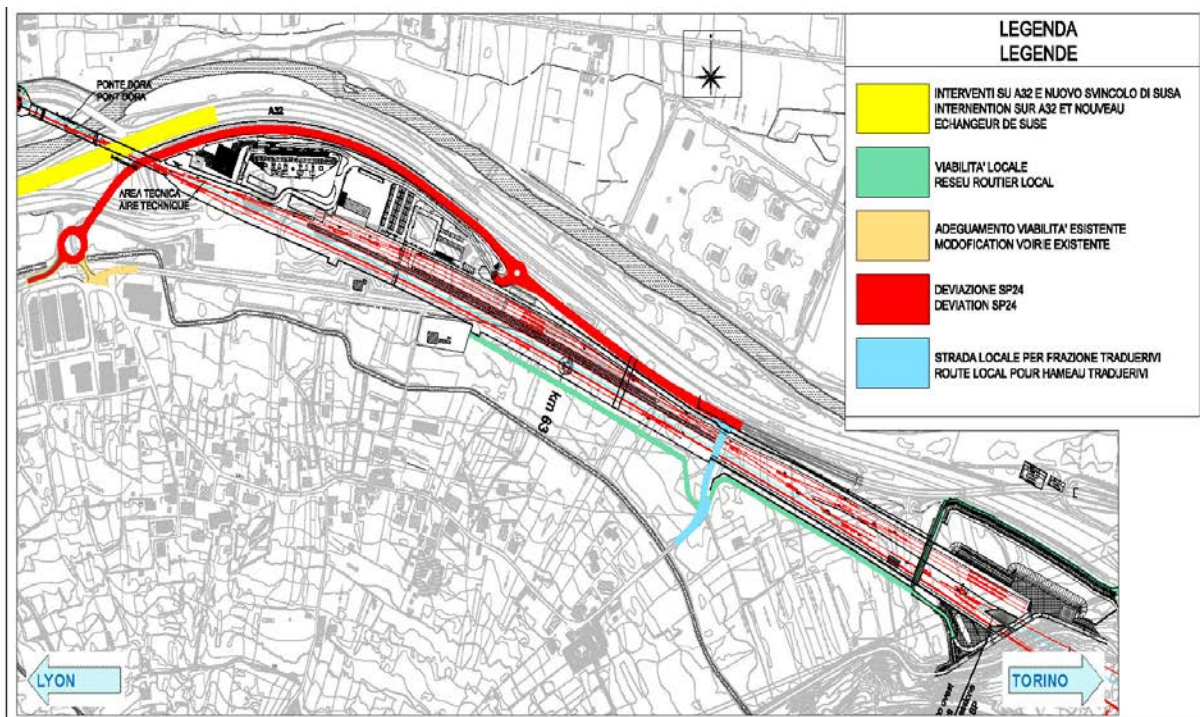 LEGENDA
LEGENDE
INTERVENTI SU A32 E NUOVO SVINCOLO DI SUSA
INTERNENTION SUR A32 ET NOUVEAU
ECHANGEUR DE SUSE
VIABILITA' LOCALE
RESEU ROUTIER LOCAL
ADEGUAMENTO VIABILITA' ESISTENTE
MODOFICATION VOIRIE EXISTENTE
DEVIAZIONE SP24
DEVIATION SP24
STRADA LOCALE PER FRAZIONE TRADUERIVI
ROUTE LOCAL POUR HAMEAU TRADUERIVI
PONTE DORA
PONT DORA
A32
AREA TECNICA
AIRE TECHNIQUE
km 63
LYON
TORINO